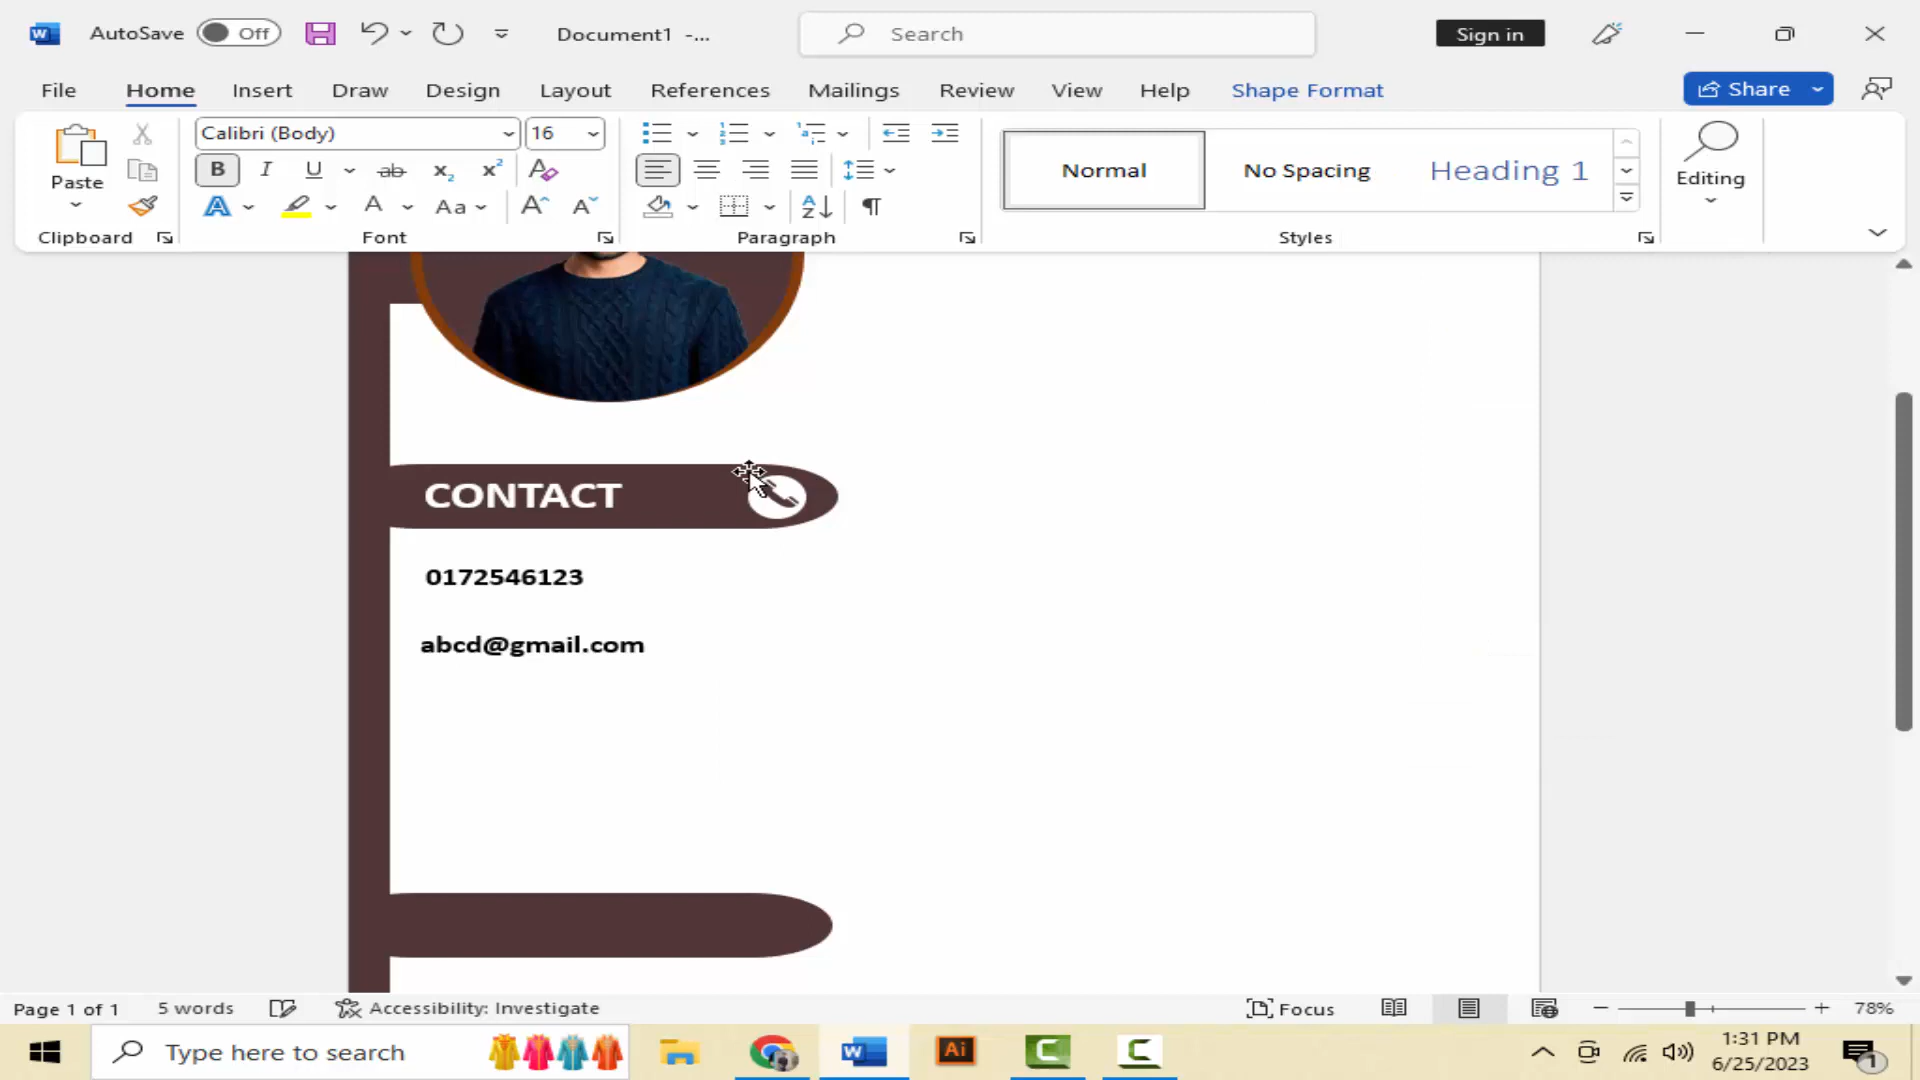 AutoSave Off Document1 -... Search Sign in
File Home Insert Draw Design Layout References Mailings Review View Help Shape Format Share
Paste Calibri (Body) 16 Normal No Spacing Heading 1 Editing
Clipboard Font Paragraph Styles
CONTACT
0172546123
abcd@gmail.com
Page 1 of 1 5 words Accessibility: Investigate Focus 78%
Type here to search 1:31 PM
6/25/2023